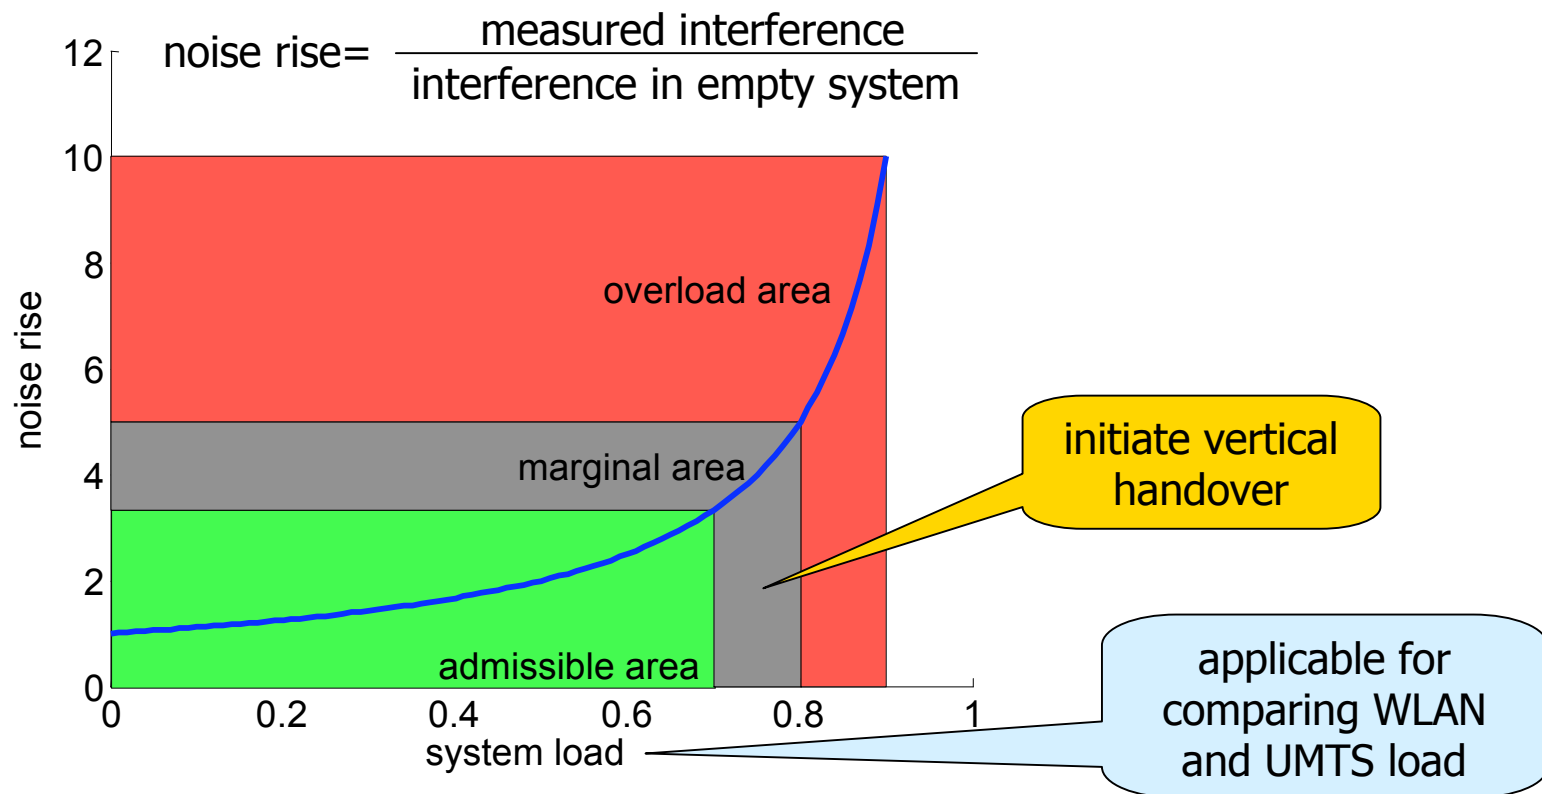 noise rise= measured interference
interference in empty system
12
10
8
6
4
2
0
noise rise
overload area
marginal area
admissible area
0 0.2 0.4 0.6 0.8 1
system load
initiate vertical
handover
applicable for
comparing WLAN
and UMTS load